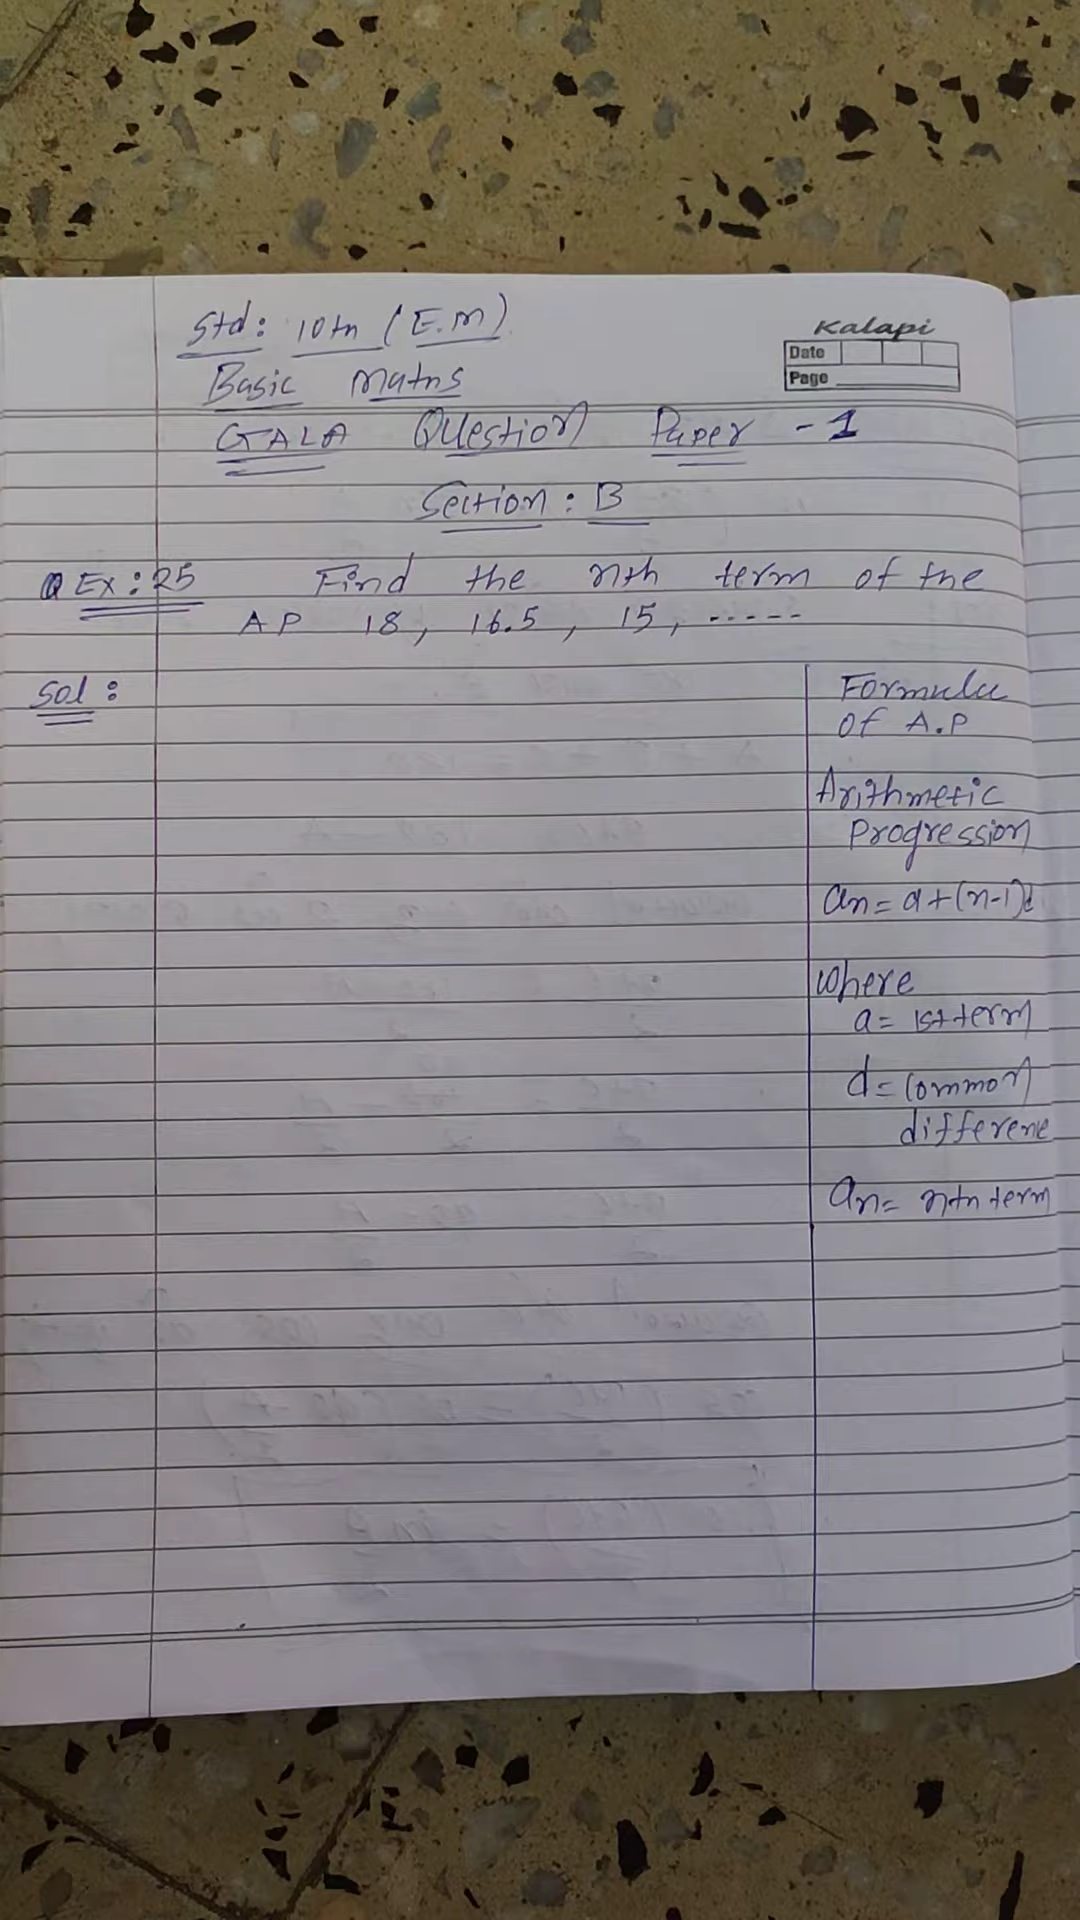 Std: 10th (E.M)
Basic Maths
Kalapi
Date
Page
GALA Question Paper - 1
Section : B
Ex : 25 Find the nth term of the
AP 18, 16.5, 15, -----
Sol :
Formula
of A.P
Arithmetic
Progression
an = a + (n-1)d
where
a = 1st term
d = common
differene
an = nth term